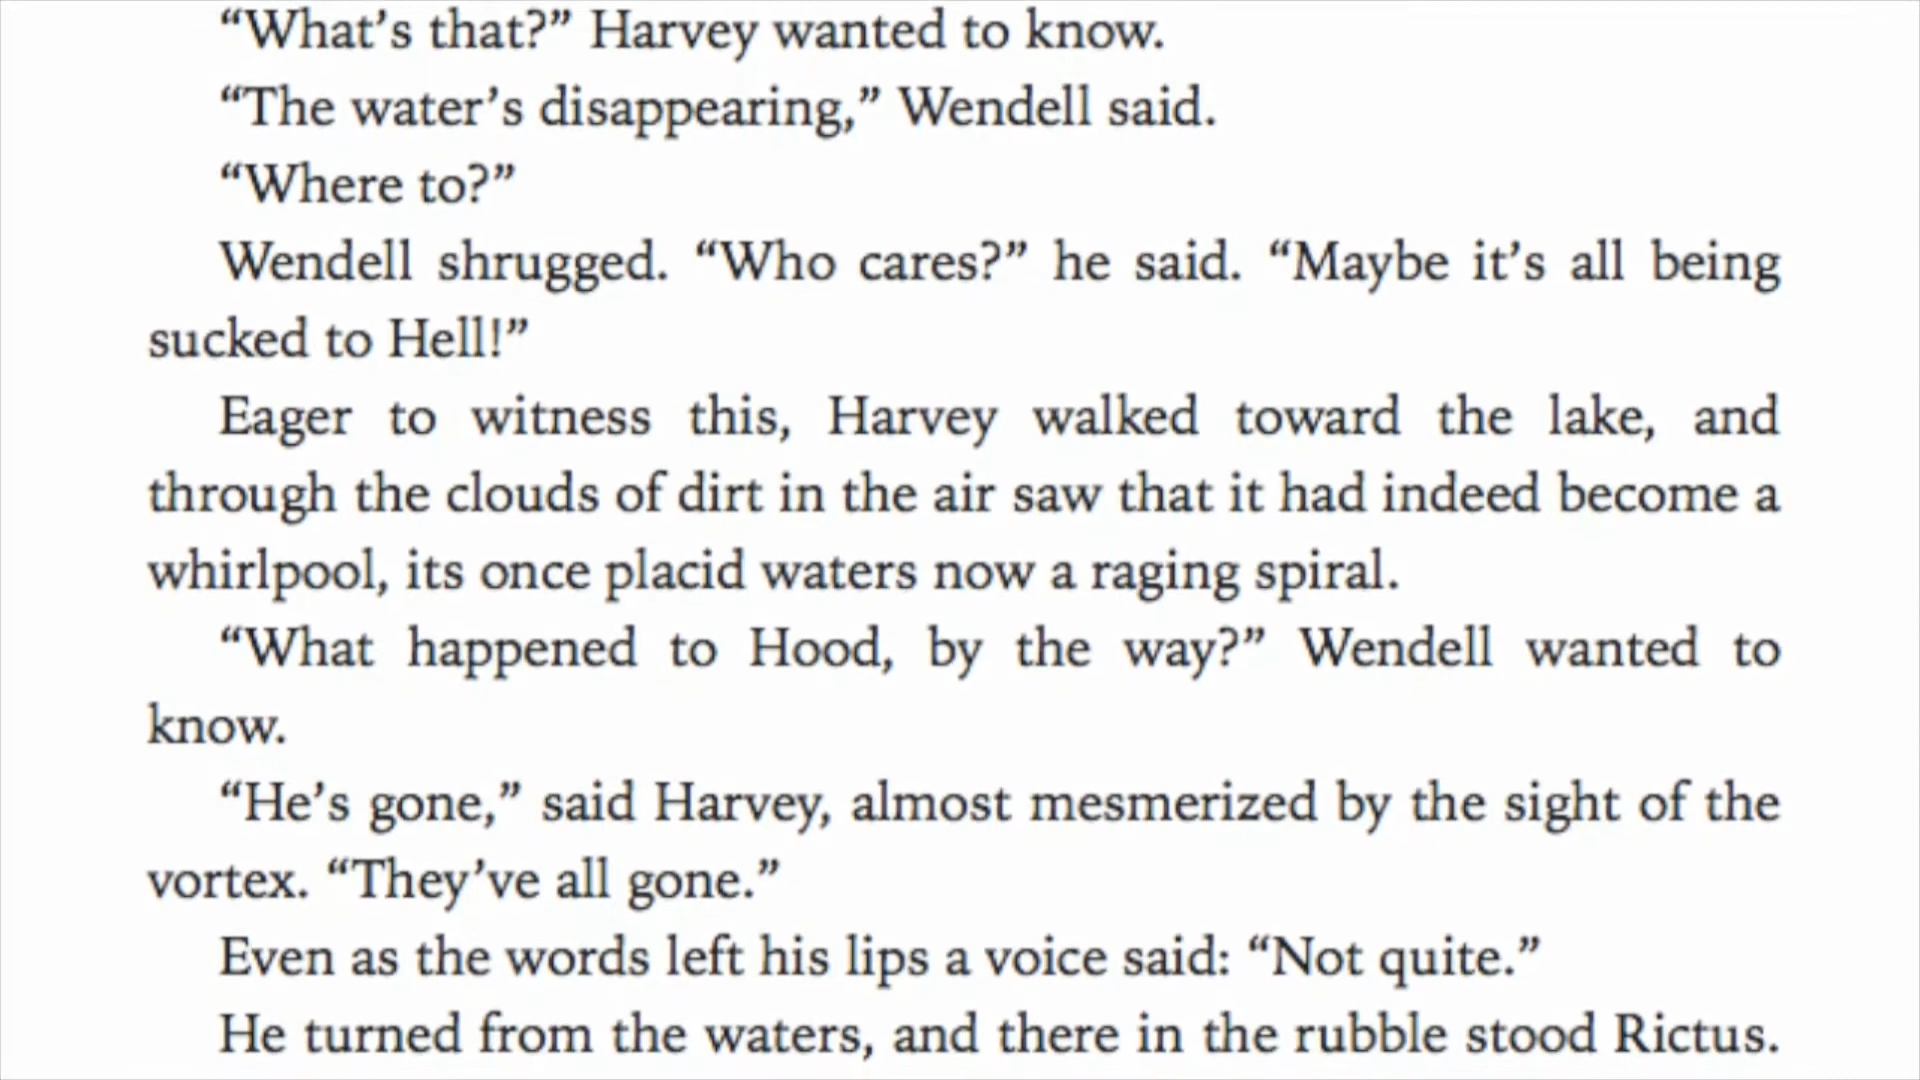 “What’s that?” Harvey wanted to know.
“The water’s disappearing,” Wendell said.
“Where to?”
Wendell shrugged. “Who cares?” he said. “Maybe it’s all being
sucked to Hell!”
Eager to witness this, Harvey walked toward the lake, and
through the clouds of dirt in the air saw that it had indeed become a
whirlpool, its once placid waters now a raging spiral.
“What happened to Hood, by the way?” Wendell wanted to
know.
“He’s gone,” said Harvey, almost mesmerized by the sight of the
vortex. “They’ve all gone.”
Even as the words left his lips a voice said: “Not quite.”
He turned from the waters, and there in the rubble stood Rictus.